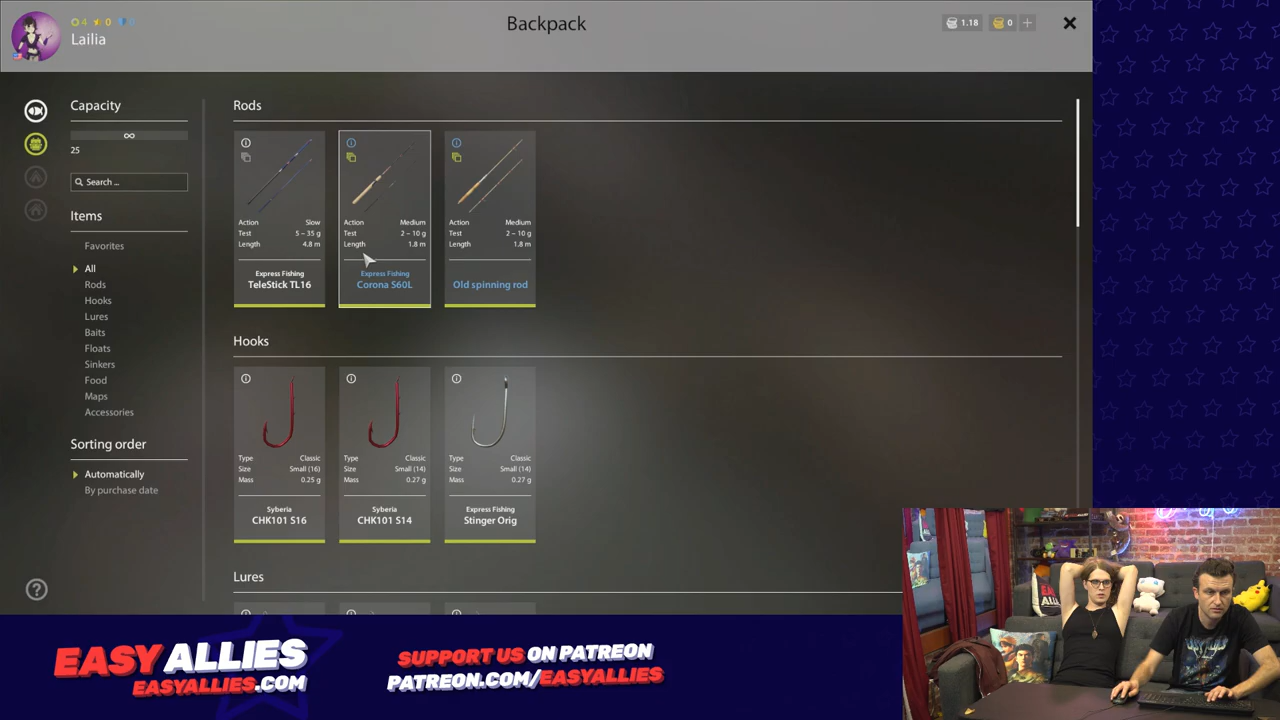 4 0
Lailia
Backpack
1.18
0
Capacity
∞
25
Search ...
Items
Favorites
All
Rods
Hooks
Lures
Baits
Floats
Sinkers
Food
Maps
Accessories
Sorting order
Automatically
By purchase date
Rods
Action Slow
Test 5 – 35 g
Length 4.8 m
Express Fishing
TeleStick TL16
Action Medium
Test 2 – 10 g
Length 1.8 m
Express Fishing
Corona S60L
Action Medium
Test 2 – 10 g
Length 1.8 m
Old spinning rod
Hooks
Type Classic
Size Small (16)
Mass 0.25 g
Syberia
CHK101 S16
Type Classic
Size Small (14)
Mass 0.27 g
Syberia
CHK101 S14
Type Classic
Size Small (14)
Mass 0.27 g
Express Fishing
Stinger Orig
Lures
?
EASY ALLIES
EASYALLIES.COM
SUPPORT US ON PATREON
PATREON.COM/EASYALLIES